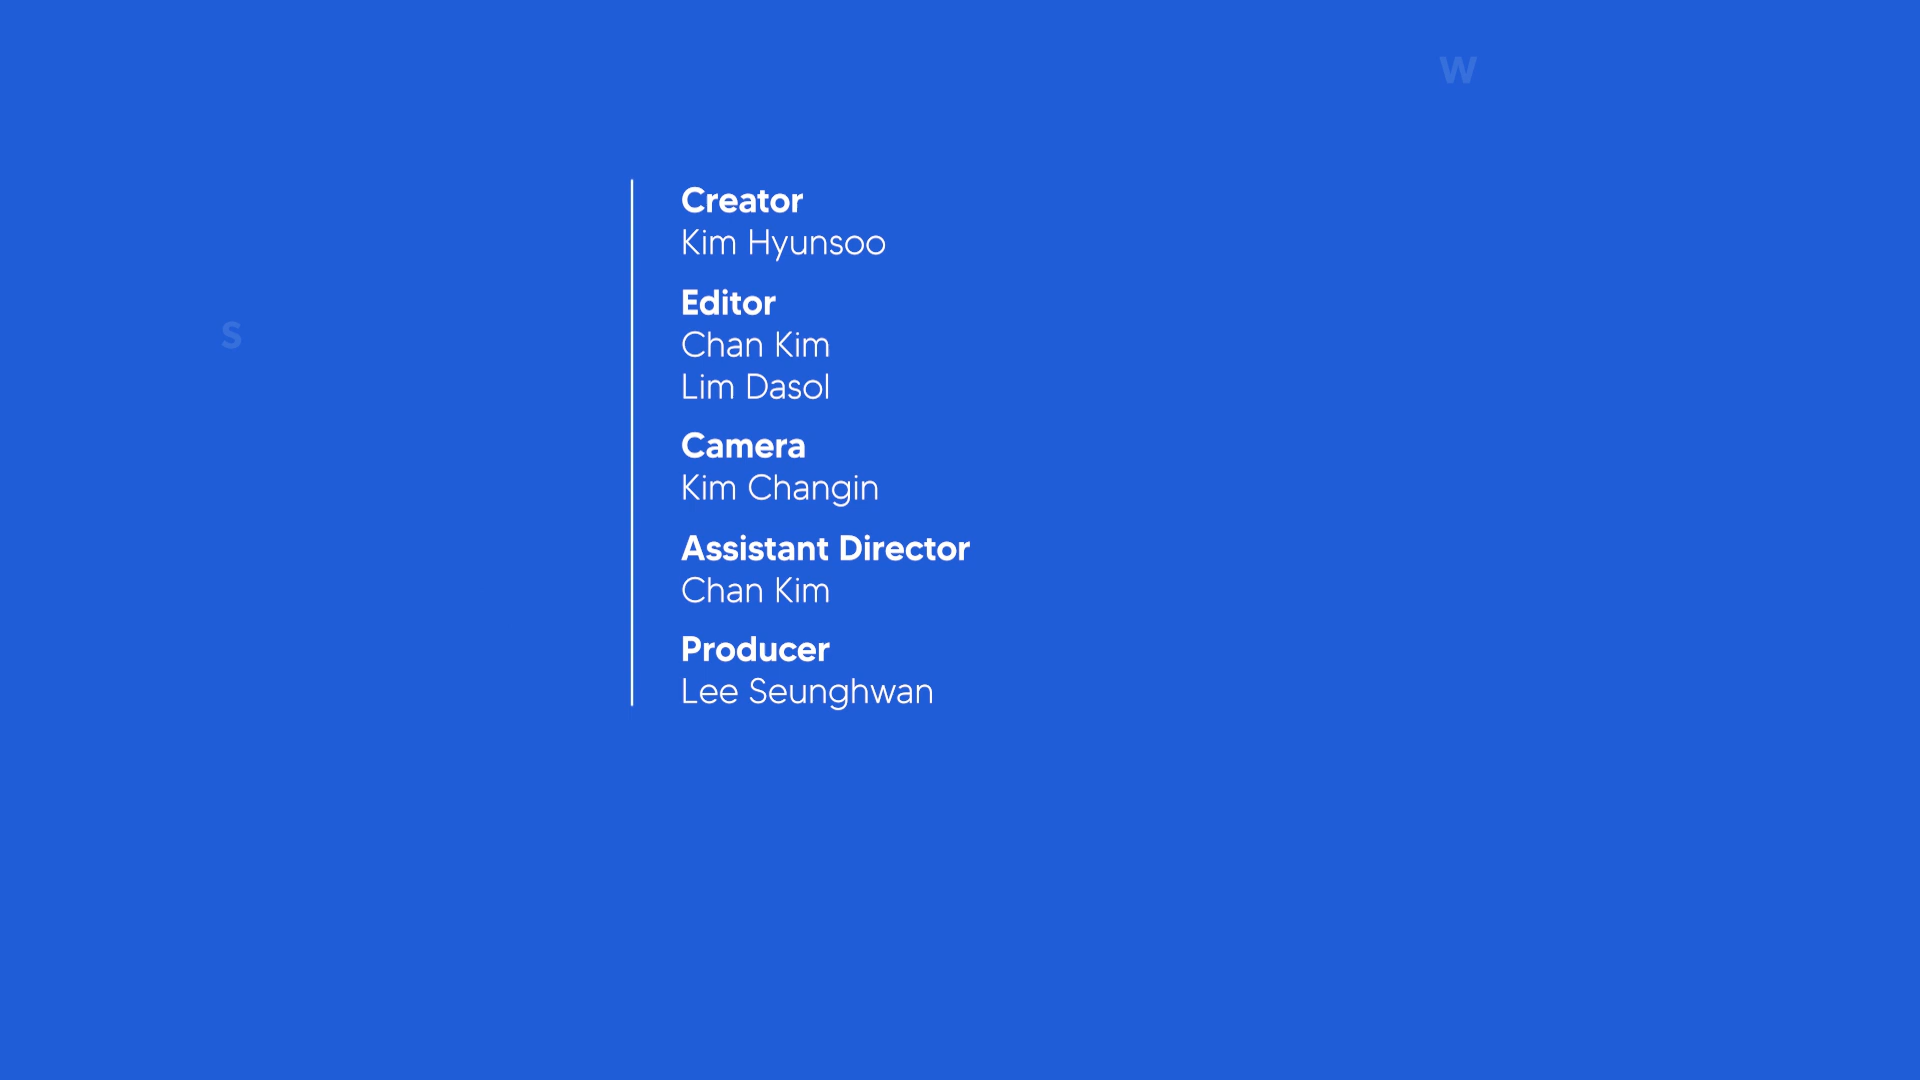 W
Creator
Kim Hyunsoo
Editor
s
Chan Kim
Lim Dasol
Camera
Kim Changin
Assistant Director
Chan Kim
Producer
Lee Seunghwan